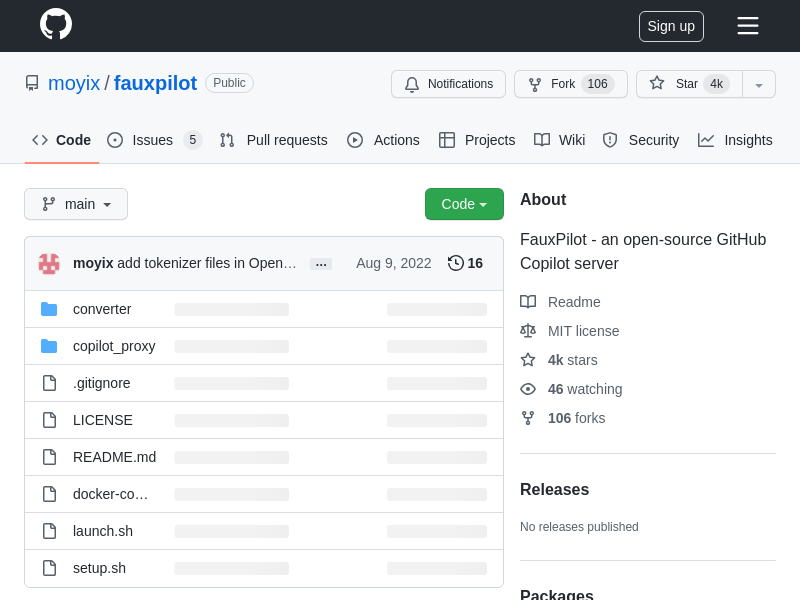 Sign up
moyix / fauxpilot Public
Notifications Fork 106 Star 4k
Code Issues 5 Pull requests Actions Projects Wiki Security Insights
main Code
moyix add tokenizer files in Open… ... Aug 9, 2022 16
converter
copilot_proxy
.gitignore
LICENSE
README.md
docker-co…
launch.sh
setup.sh
About
FauxPilot - an open-source GitHub
Copilot server
Readme
MIT license
4k stars
46 watching
106 forks
Releases
No releases published
Packages